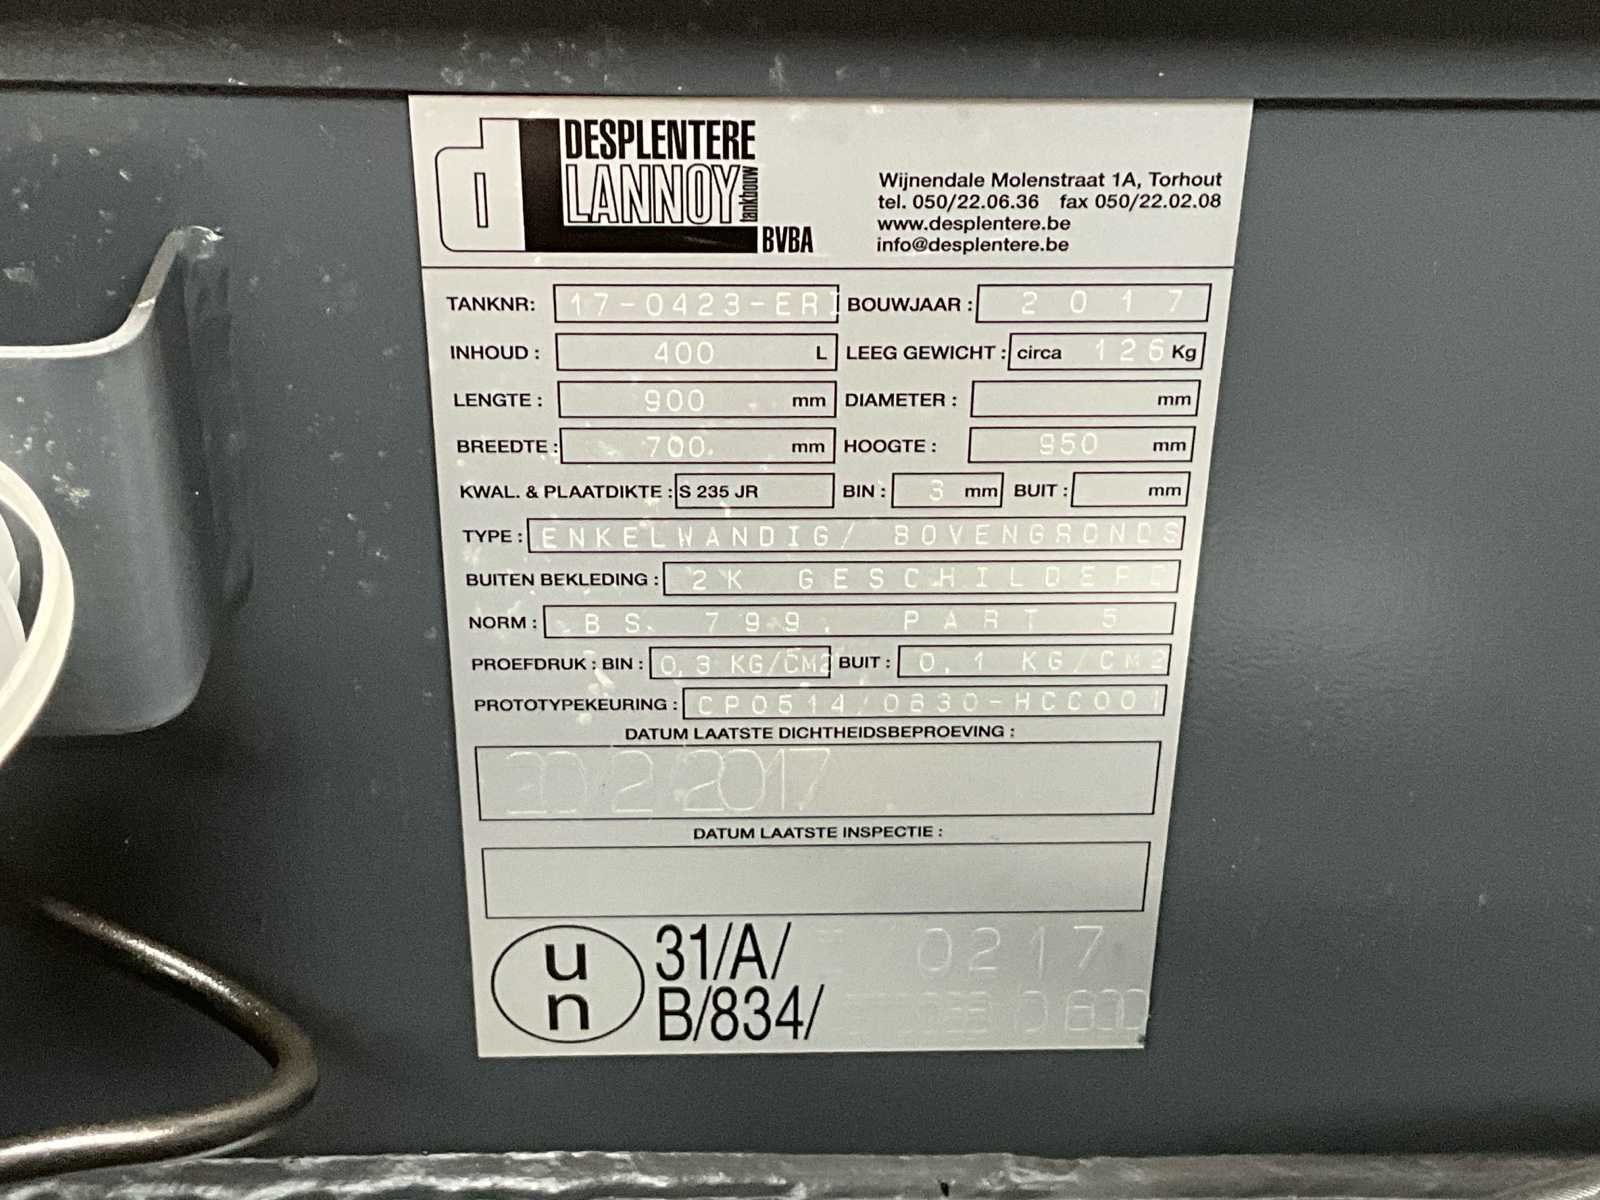 DESPLENTERE
LANNOY
tankbouw
BVBA
Wijnendale Molenstraat 1A, Torhout
tel. 050/22.06.36 fax 050/22.02.08
www.desplentere.be
info@desplentere.be
TANKNR: 17-0423-ERI BOUWJAAR : 2017
INHOUD : 400 L LEEG GEWICHT : circa 126 Kg
LENGTE : 900 mm DIAMETER : mm
BREEDTE : 700 mm HOOGTE : 950 mm
KWAL. & PLAATDIKTE : S 235 JR BIN : 3 mm BUIT : mm
TYPE : ENKELWANDIG/ BOVENGRONDS
BUITEN BEKLEDING : 2K GESCHILDERD
NORM : BS. 799. PART 5
PROEFDRUK : BIN : 0,3 KG/CM2 BUIT : 0,1 KG/CM2
PROTOTYPEKEURING :
DATUM LAATSTE DICHTHEIDSBEPROEVING :
20 2 2017
DATUM LAATSTE INSPECTIE :
un 31/A/ 0217
B/834/